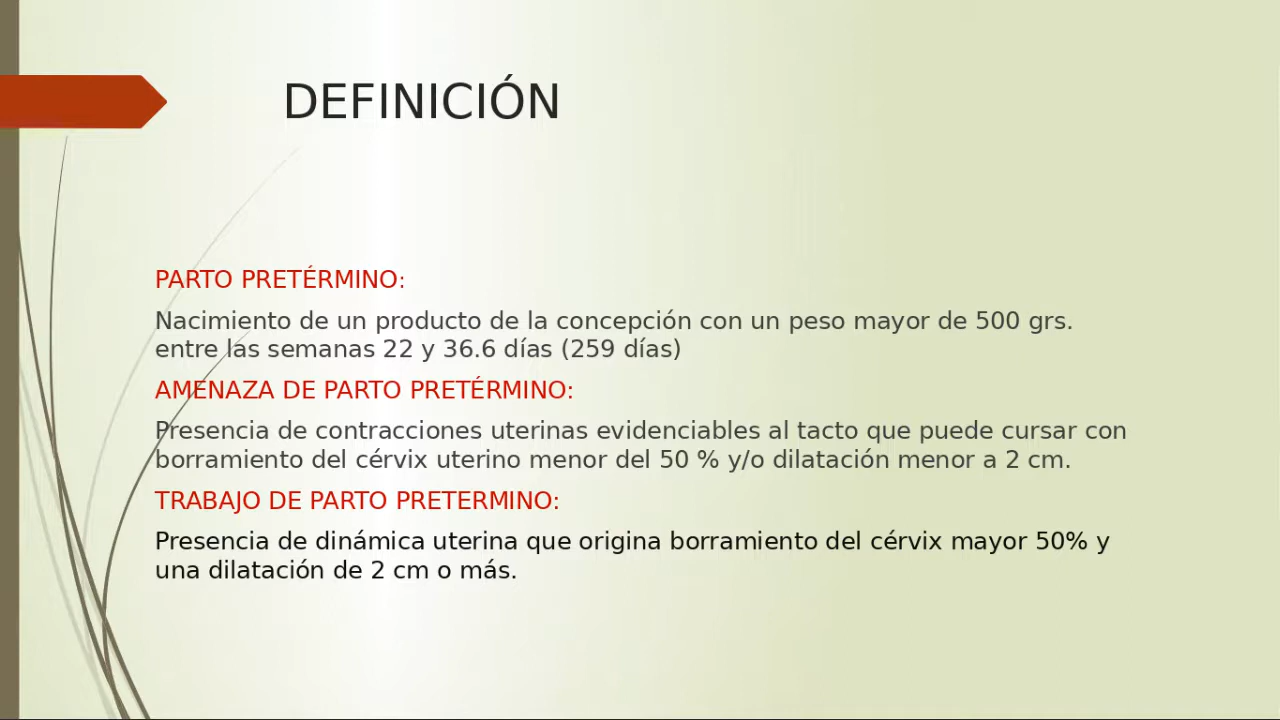 DEFINICIÓN
PARTO PRETÉRMINO:
Nacimiento de un producto de la concepción con un peso mayor de 500 grs.
entre las semanas 22 y 36.6 días (259 días)
AMENAZA DE PARTO PRETÉRMINO:
Presencia de contracciones uterinas evidenciables al tacto que puede cursar con
borramiento del cérvix uterino menor del 50 % y/o dilatación menor a 2 cm.
TRABAJO DE PARTO PRETERMINO:
Presencia de dinámica uterina que origina borramiento del cérvix mayor 50% y
una dilatación de 2 cm o más.